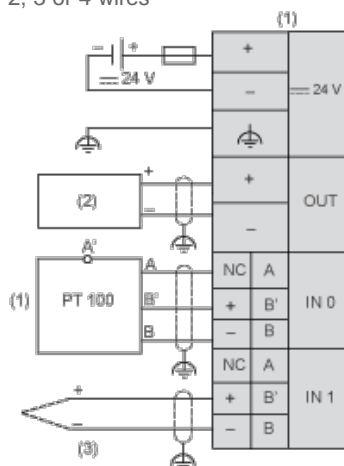 2, 3 or 4 wires
(1)
- + + 
24 V - 24 V
+
(2) + - OUT
-
A'
(1) PT 100 A NC A
B' + B' IN 0
B - B
NC A
+ + B' IN 1
- - B
(3)